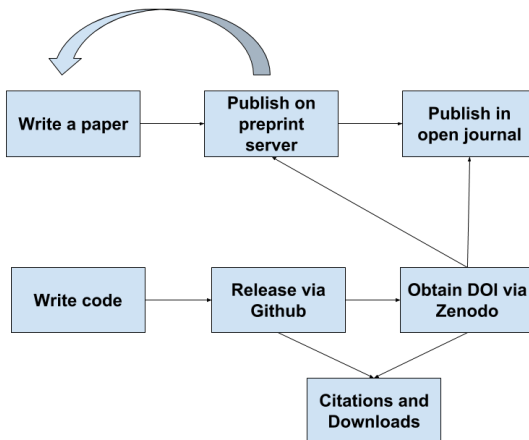 Write a paper
Publish on
preprint
server
Publish in
open journal
Write code
Release via
Github
Obtain DOI via
Zenodo
Citations and
Downloads